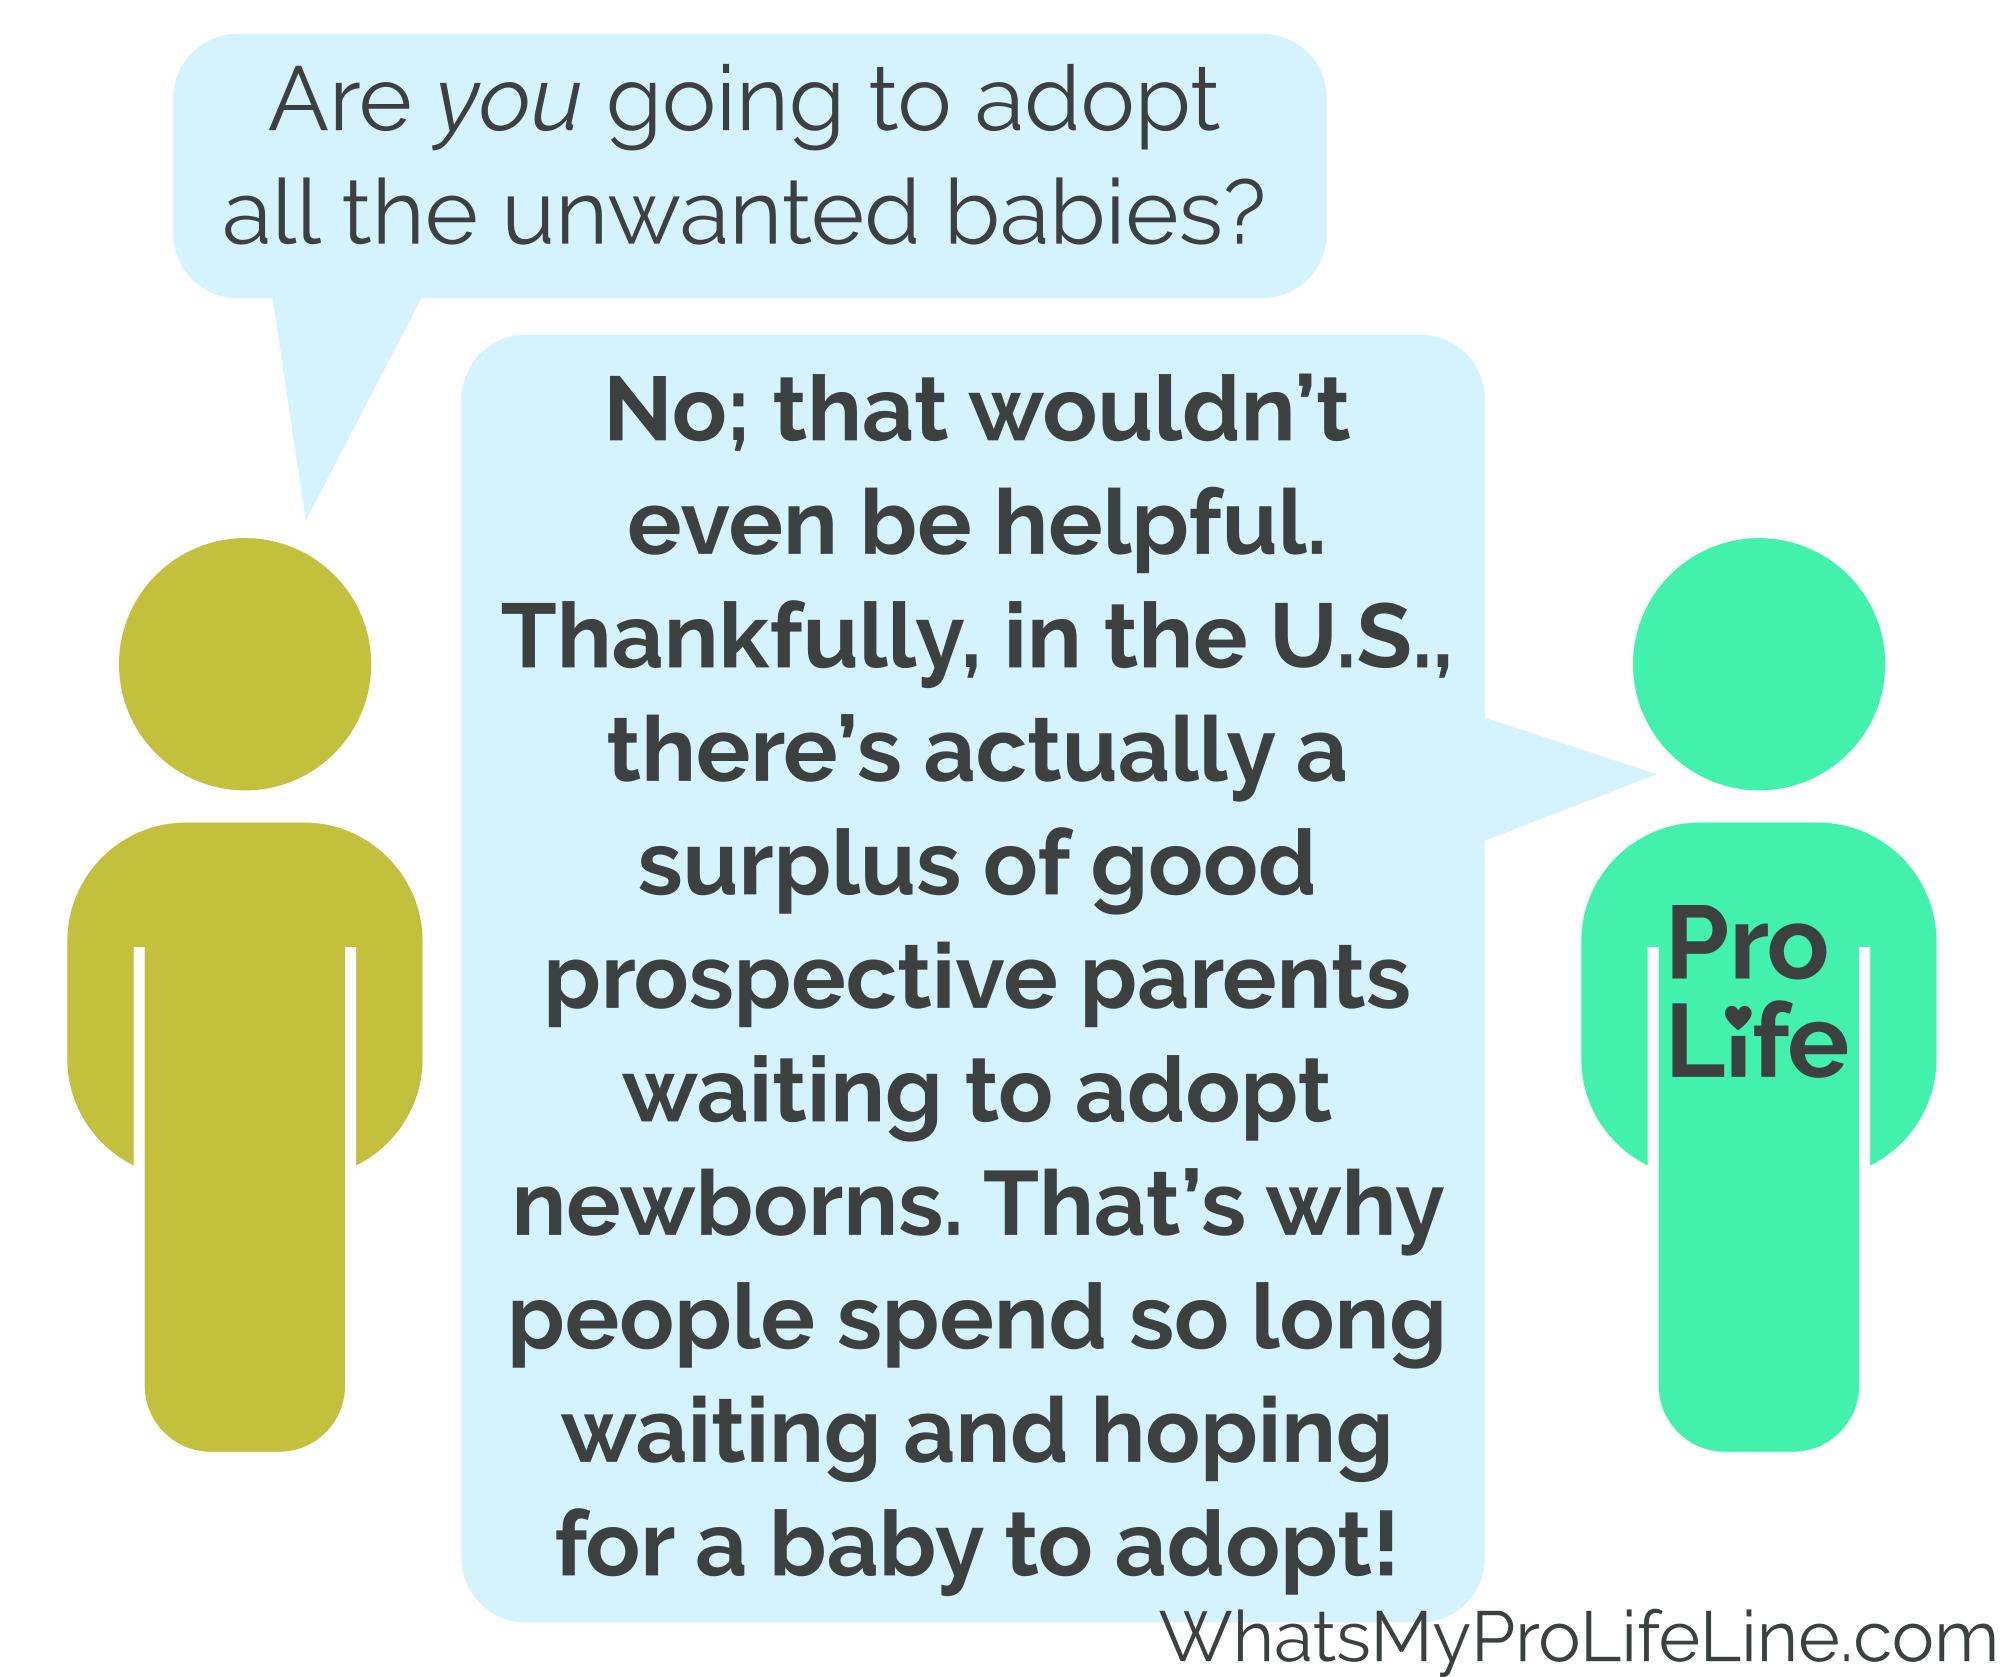 Are you going to adopt
all the unwanted babies?
No; that wouldn’t
even be helpful.
Thankfully, in the U.S.,
there’s actually a
surplus of good
prospective parents
waiting to adopt
newborns. That’s why
people spend so long
waiting and hoping
for a baby to adopt!
Pro
Life
WhatsMyProLifeLine.com